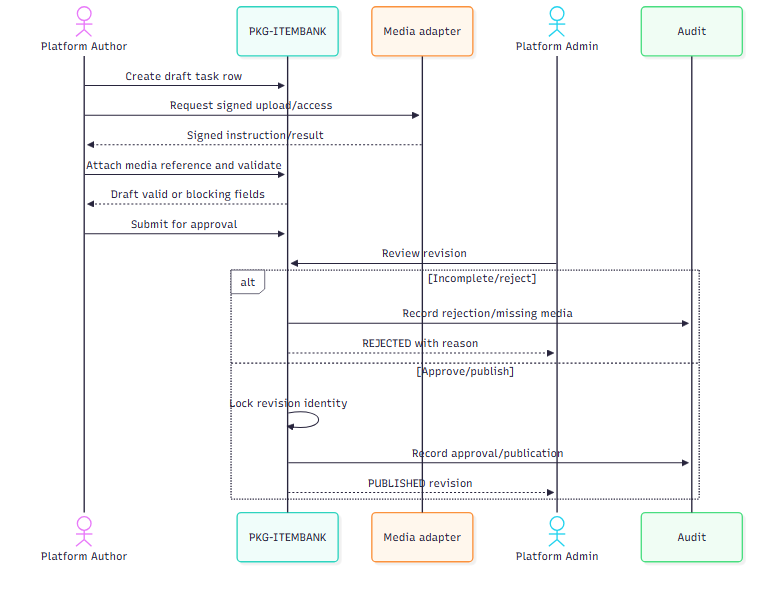 Platform Author
PKG-ITEMBANK
Media adapter
Platform Admin
Audit
Create draft task row
Request signed upload/access
Signed instruction/result
Attach media reference and validate
Draft valid or blocking fields
Submit for approval
Review revision
alt
[Incomplete/reject]
Record rejection/missing media
REJECTED with reason
[Approve/publish]
Lock revision identity
Record approval/publication
PUBLISHED revision
Platform Author
PKG-ITEMBANK
Media adapter
Platform Admin
Audit